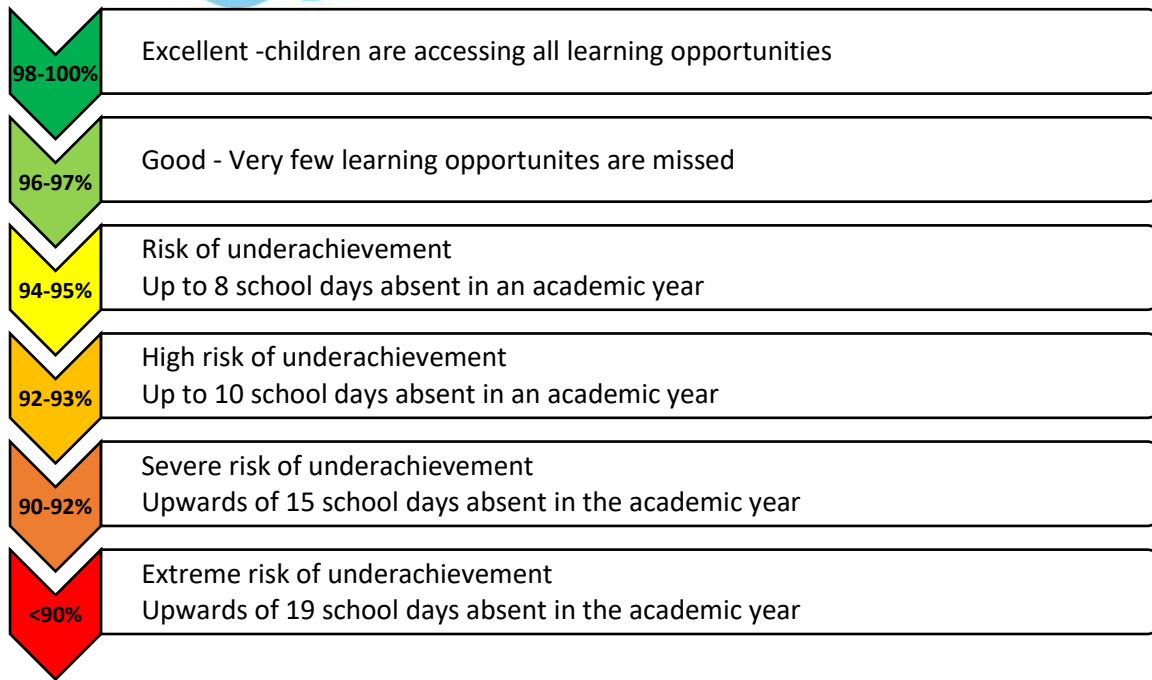 98-100%
Excellent -children are accessing all learning opportunities
96-97%
Good - Very few learning opportunites are missed
94-95%
Risk of underachievement
Up to 8 school days absent in an academic year
92-93%
High risk of underachievement
Up to 10 school days absent in an academic year
90-92%
Severe risk of underachievement
Upwards of 15 school days absent in the academic year
<90%
Extreme risk of underachievement
Upwards of 19 school days absent in the academic year